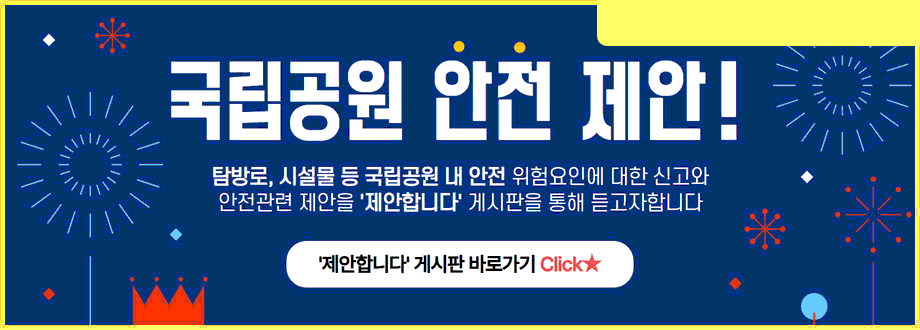 국립공원 안전 제안!
탐방로, 시설물 등 국립공원 내 안전 위험요인에 대한 신고와
안전관련 제안을 '제안합니다' 게시판을 통해 듣고자합니다
'제안합니다' 게시판 바로가기 Click★